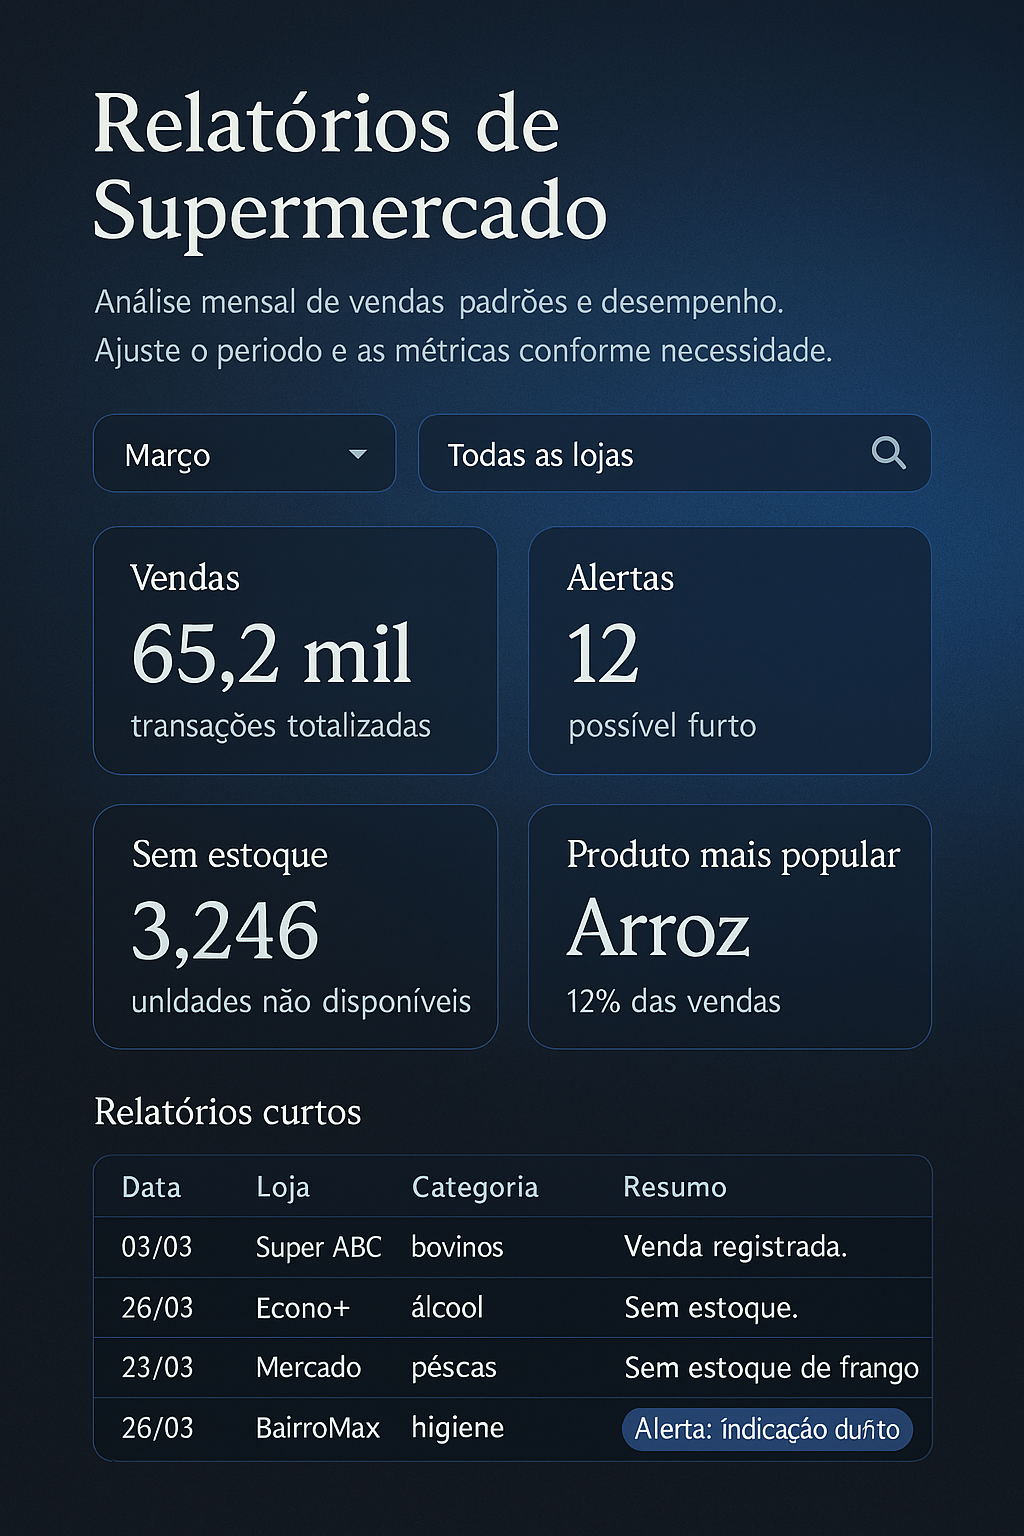 Relatórios de
Supermercado
Análise mensal de vendas padrões e desempenho.
Ajuste o periodo e as métricas conforme necessidade.
Março
Todas as lojas
Vendas
65,2 mil
transações totalizadas
Alertas
12
possível furto
Sem estoque
3,246
unldades não disponíveis
Produto mais popular
Arroz
12% das vendas
Relatórios curtos
Data Loja Categoria Resumo
03/03 Super ABC bovinos Venda registrada.
26/03 Econo+ álcool Sem estoque.
23/03 Mercado péscas Sem estoque de frango
26/03 BairroMax higiene Alerta: índicaçáo